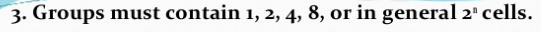 3. Groups must contain 1, 2, 4, 8, or in general 2ⁿ cells.